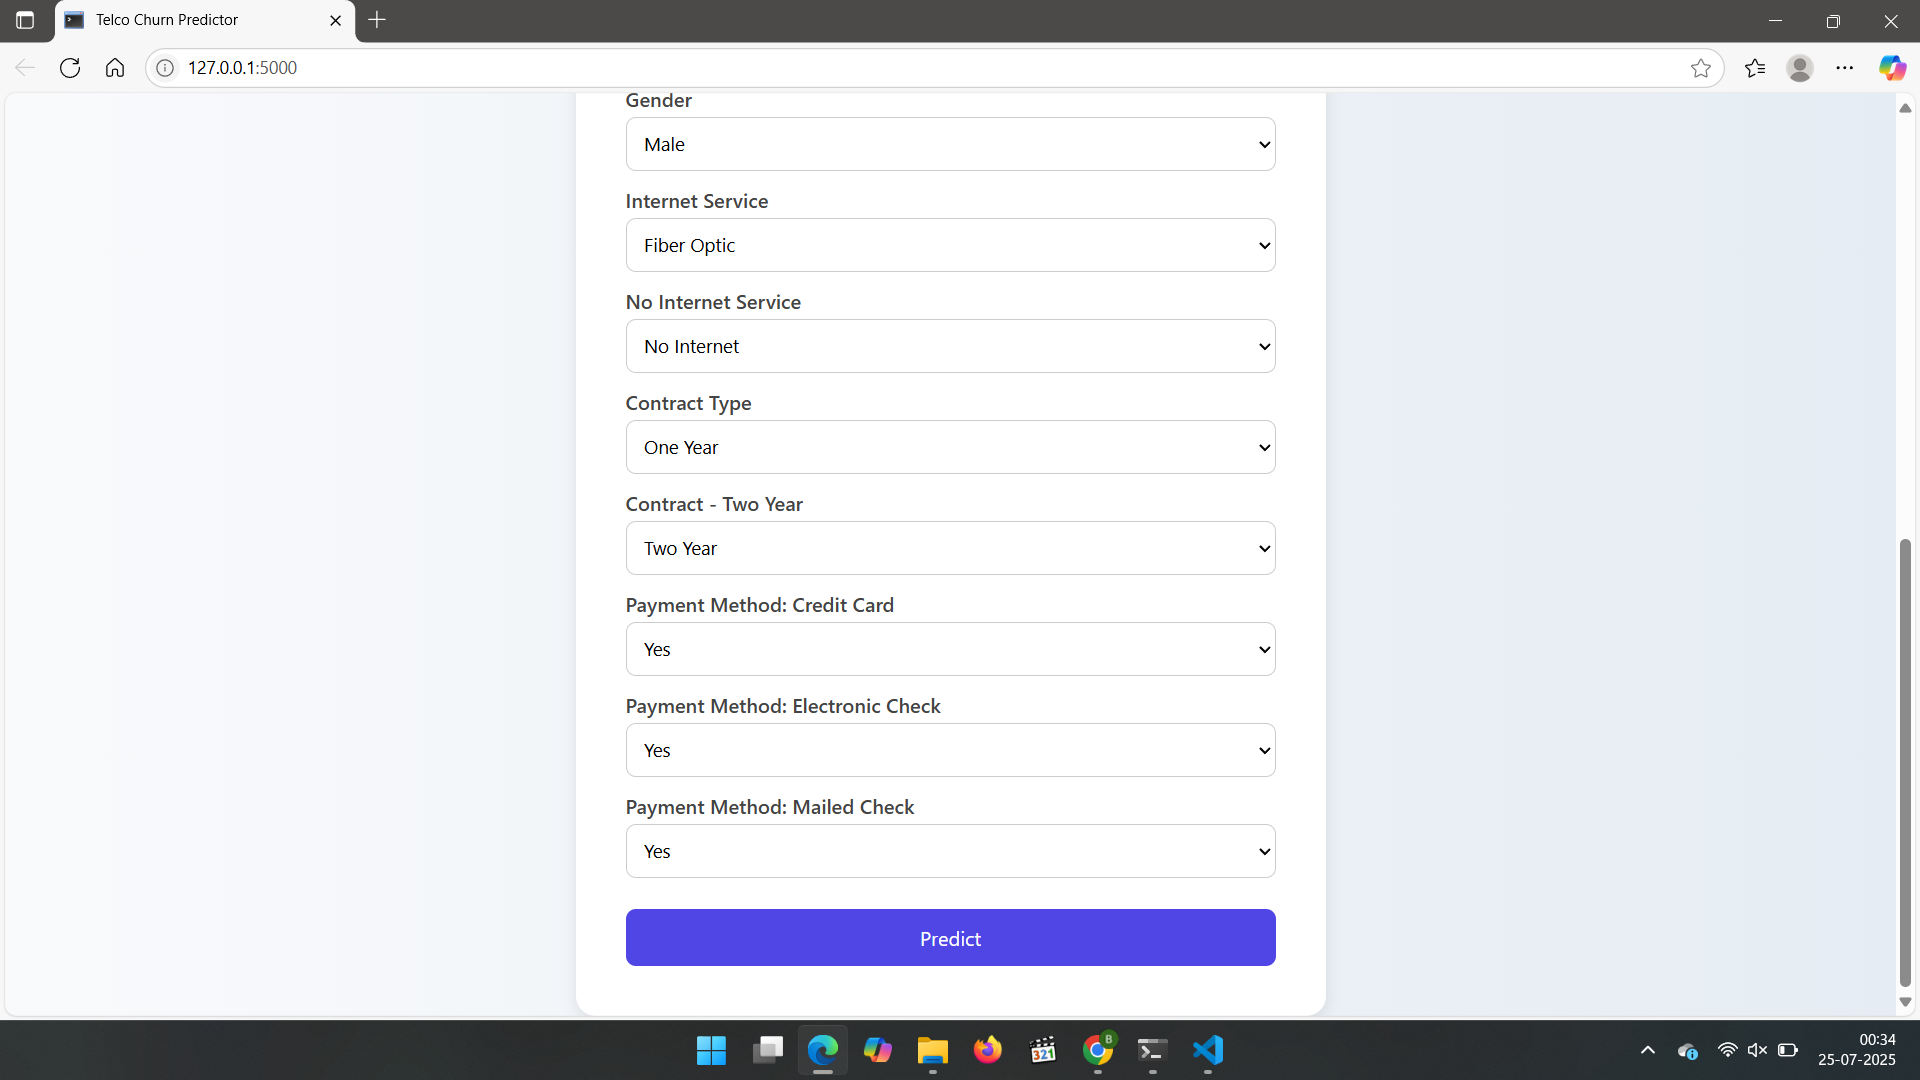 Telco Churn Predictor
127.0.0.1:5000
Gender
Male
Internet Service
Fiber Optic
No Internet Service
No Internet
Contract Type
One Year
Contract - Two Year
Two Year
Payment Method: Credit Card
Yes
Payment Method: Electronic Check
Yes
Payment Method: Mailed Check
Yes
Predict
321
B
00:34
25-07-2025